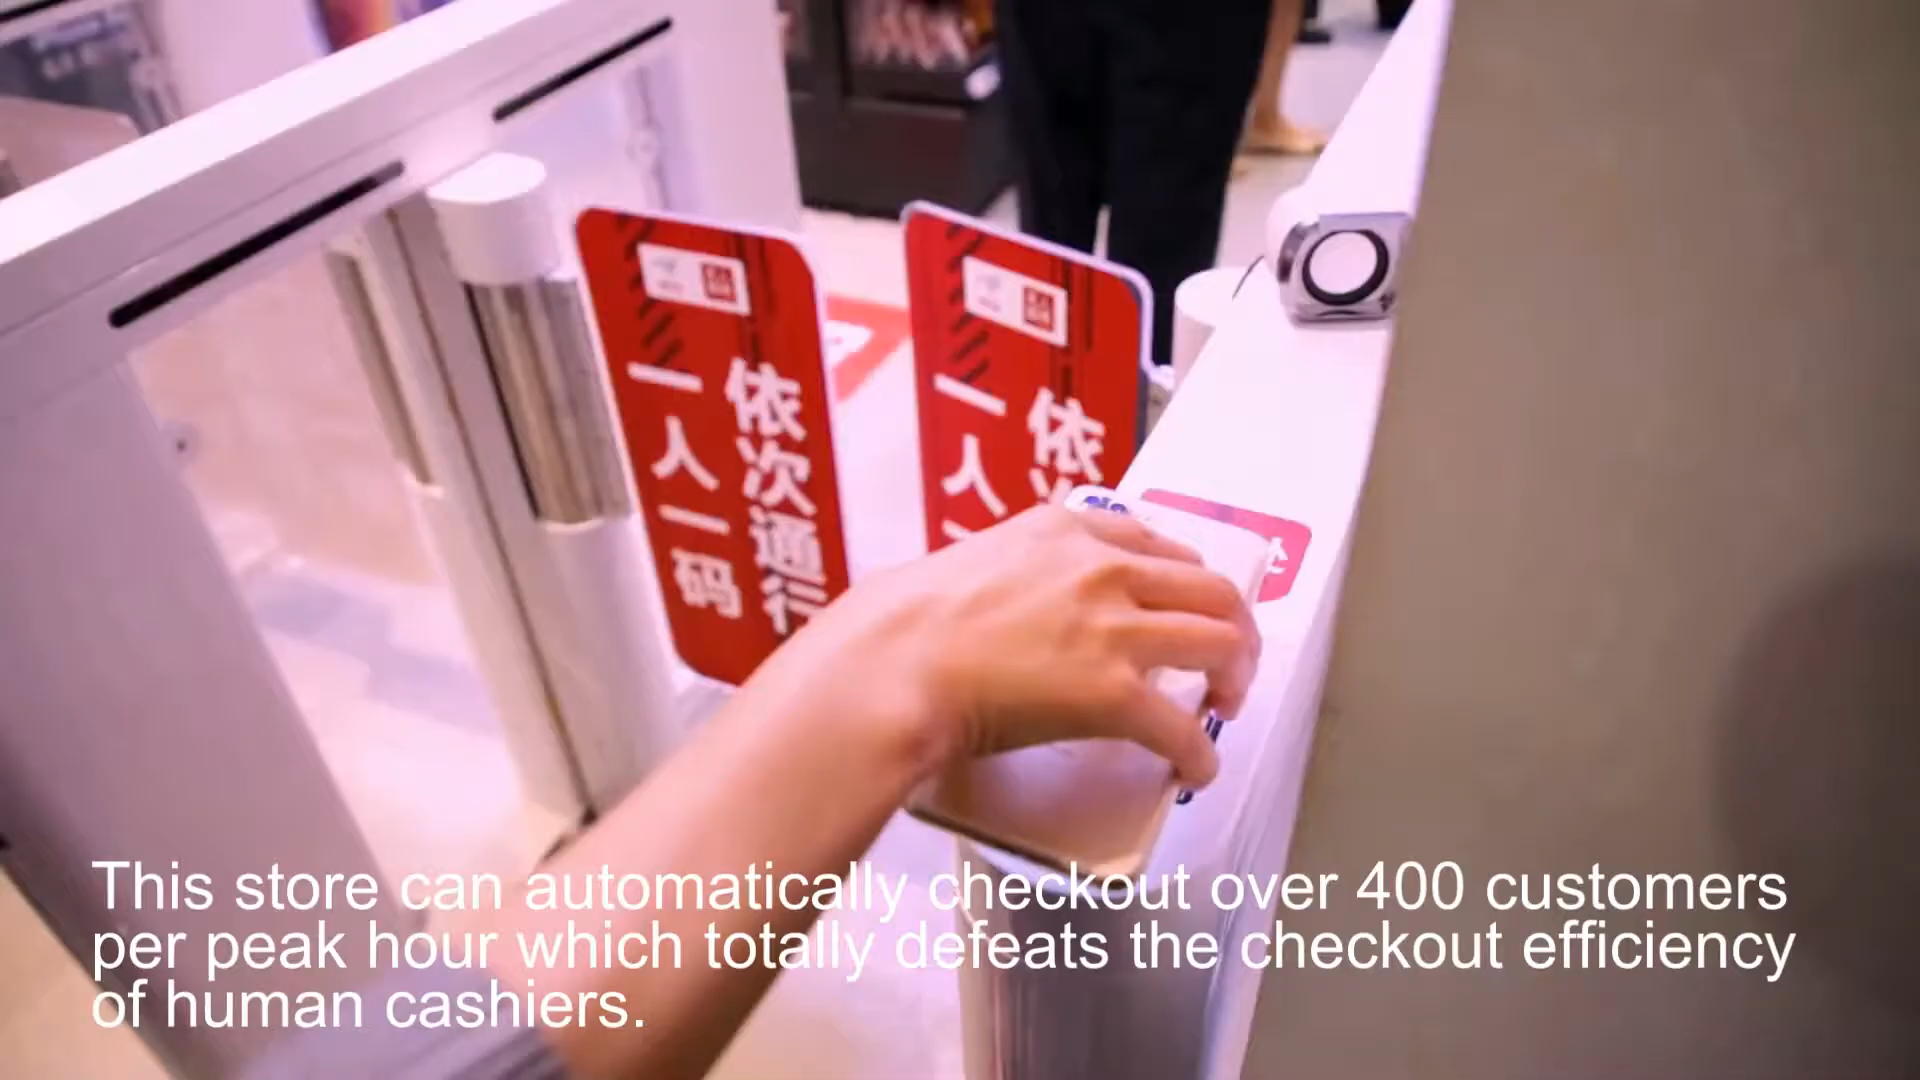 依次通行
一人一码
依
一人
处
This store can automatically checkout over 400 customers
per peak hour which totally defeats the checkout efficiency
of human cashiers.